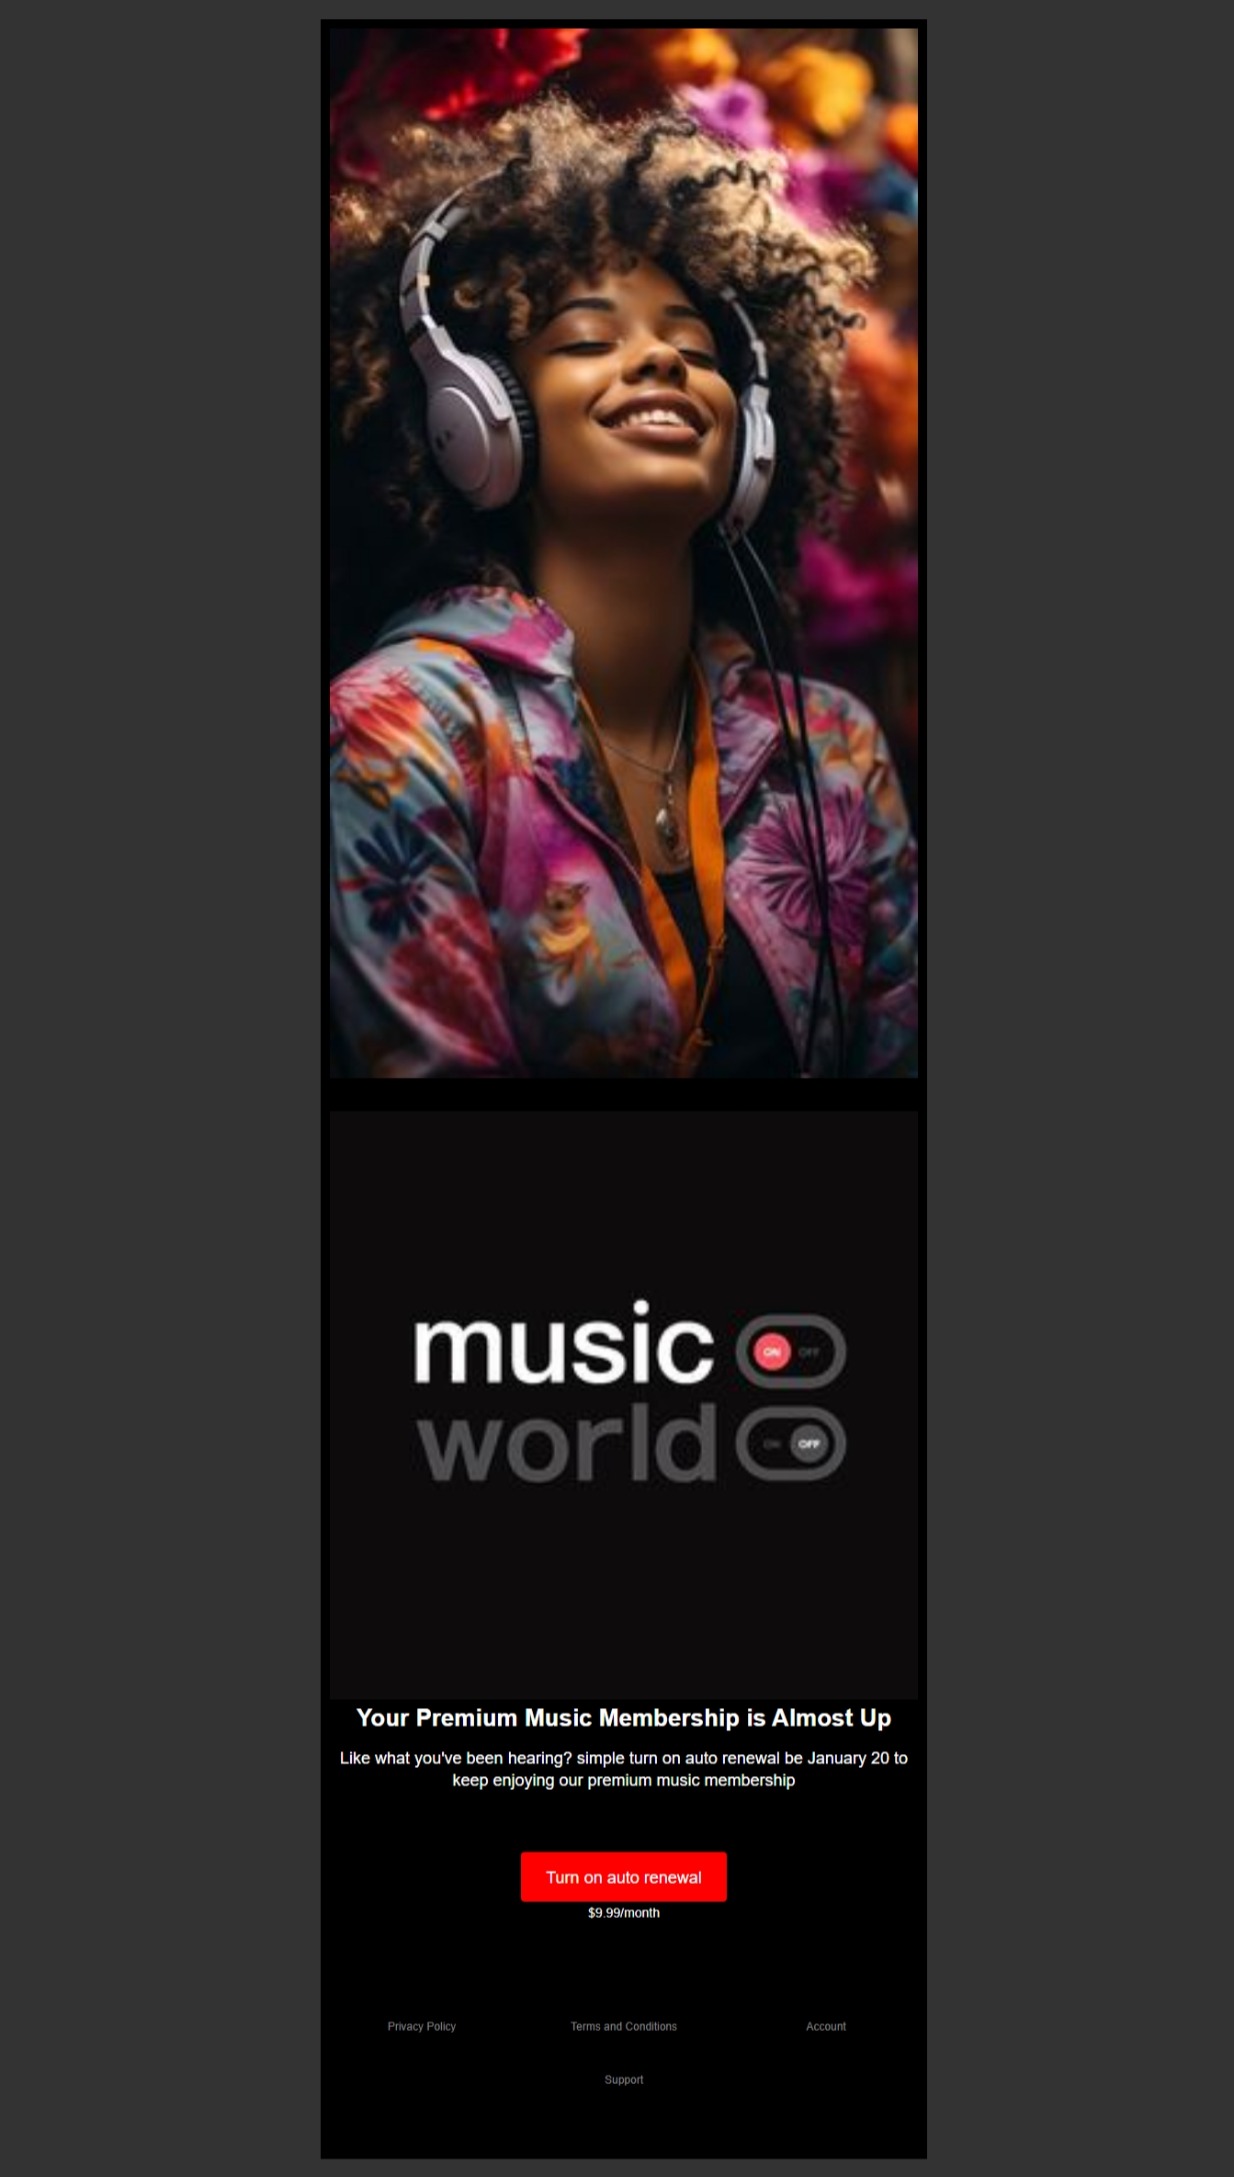 music ON OFF
world ON OFF
Your Premium Music Membership is Almost Up
Like what you've been hearing? simple turn on auto renewal be January 20 to
keep enjoying our premium music membership
Turn on auto renewal
$9.99/month
Privacy Policy Terms and Conditions Account
Support